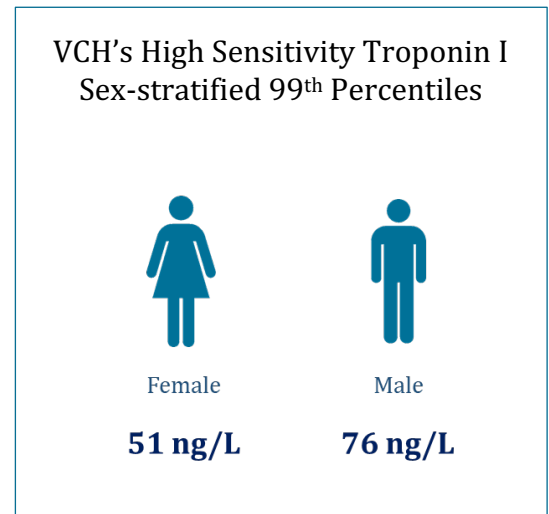 VCH's High Sensitivity Troponin I
Sex-stratified 99th Percentiles
Female Male
51 ng/L 76 ng/L